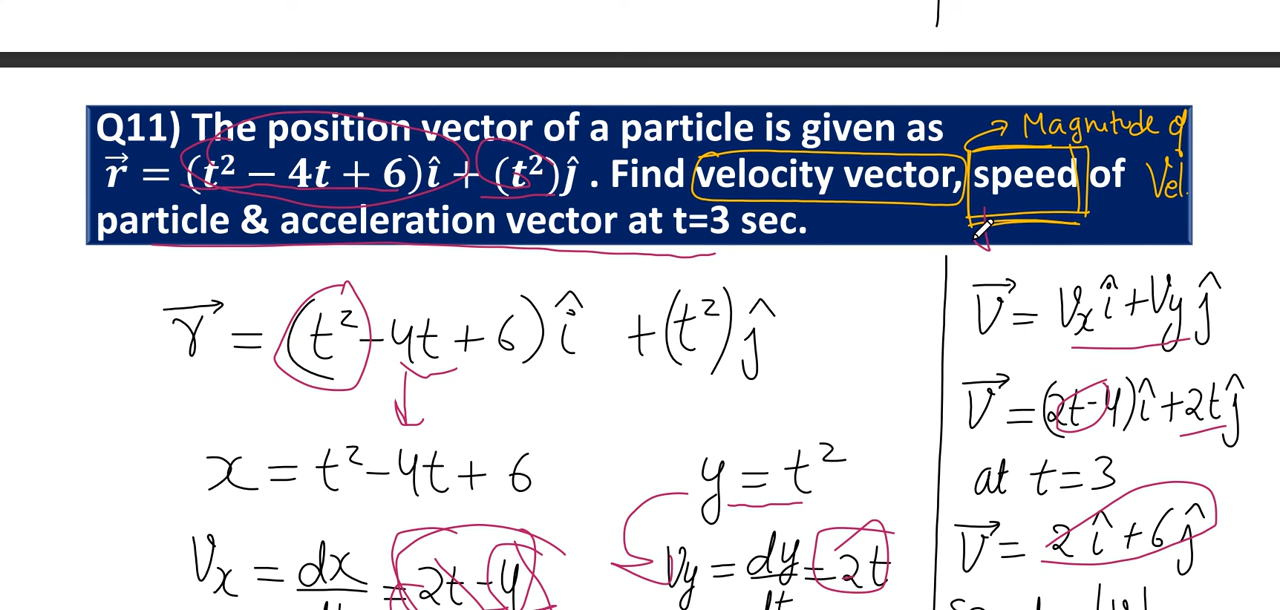 Q11) The position vector of a particle is given as
r⃗ = (t² − 4t + 6)î + (t²)ĵ . Find velocity vector, speed of
particle & acceleration vector at t=3 sec.
Magnitude of
Vel.
r⃗ = (t²-4t+6)î +(t²)ĵ
x = t²-4t+6
y = t²
Vx = dx/dt = 2t-4
Vy = dy/dt = 2t
V⃗ = Vxî+Vyĵ
V⃗ = (2t-4)î+2tĵ
at t=3
V⃗ = 2î+6ĵ